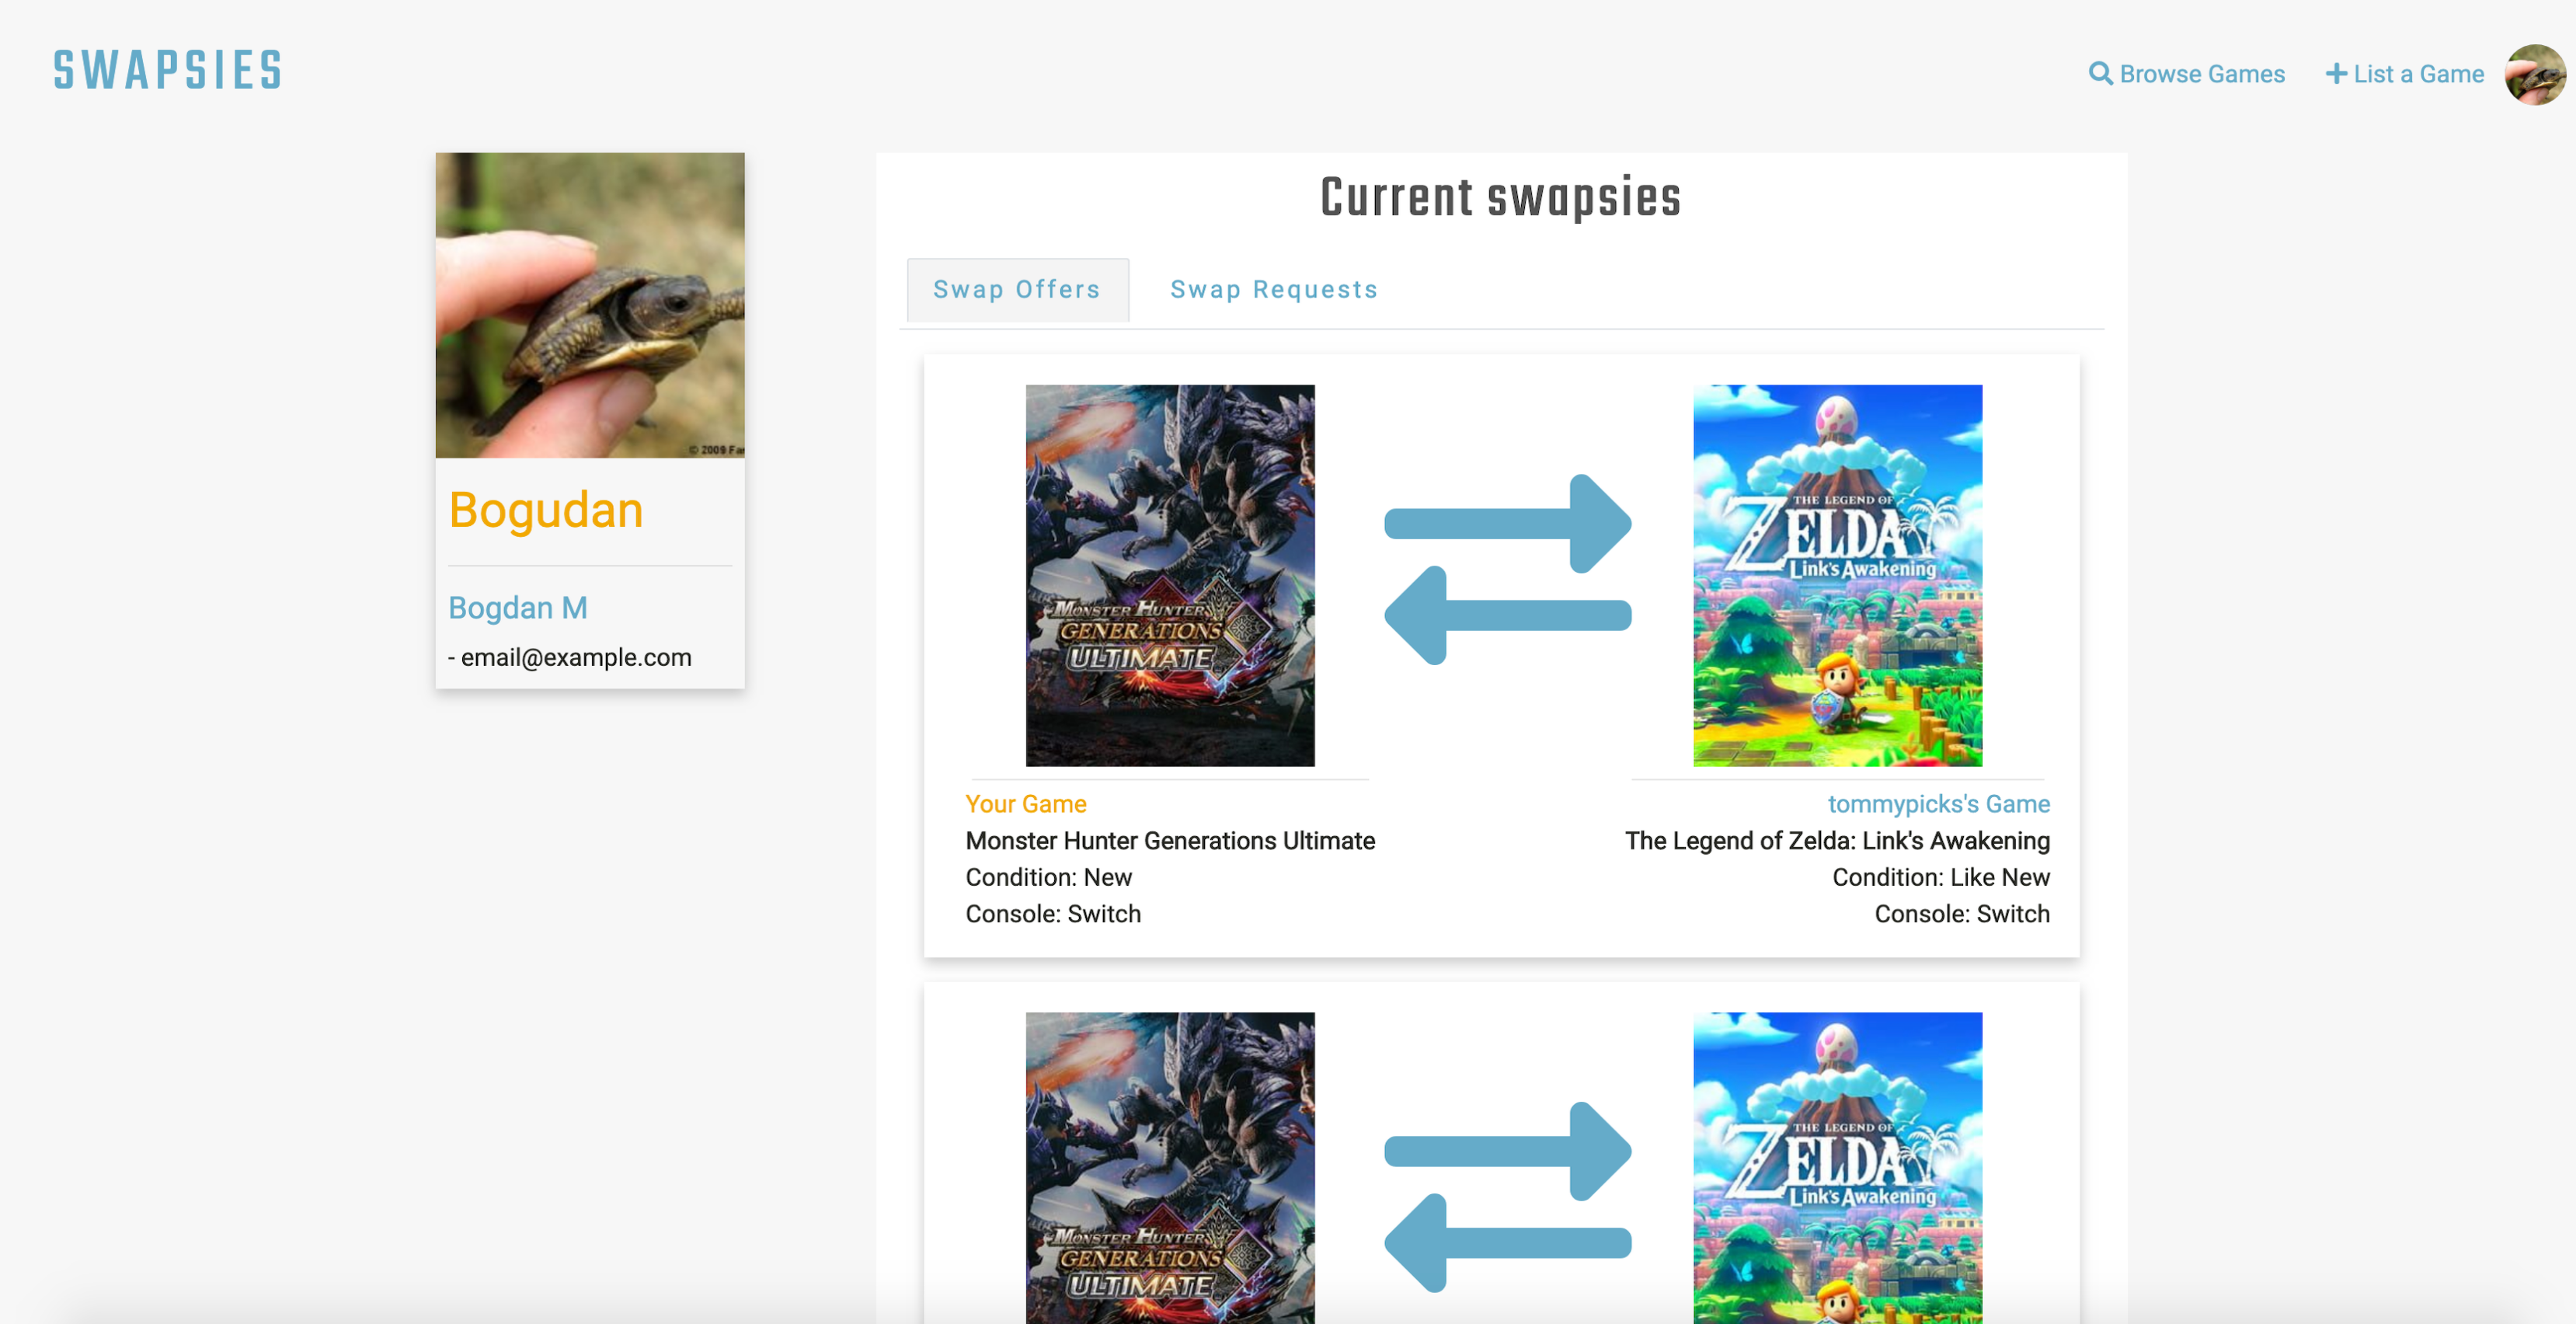 SWAPSIES
Browse Games
List a Game
© 2009
Bogudan
Bogdan M
- email@example.com
Current swapsies
Swap Offers
Swap Requests
MONSTER HUNTER
GENERATIONS
ULTIMATE
THE LEGEND OF
ZELDA
Link's Awakening
Your Game
Monster Hunter Generations Ultimate
Condition: New
Console: Switch
tommypicks's Game
The Legend of Zelda: Link's Awakening
Condition: Like New
Console: Switch
MONSTER HUNTER
GENERATIONS
ULTIMATE
THE LEGEND OF
ZELDA
Link's Awakening